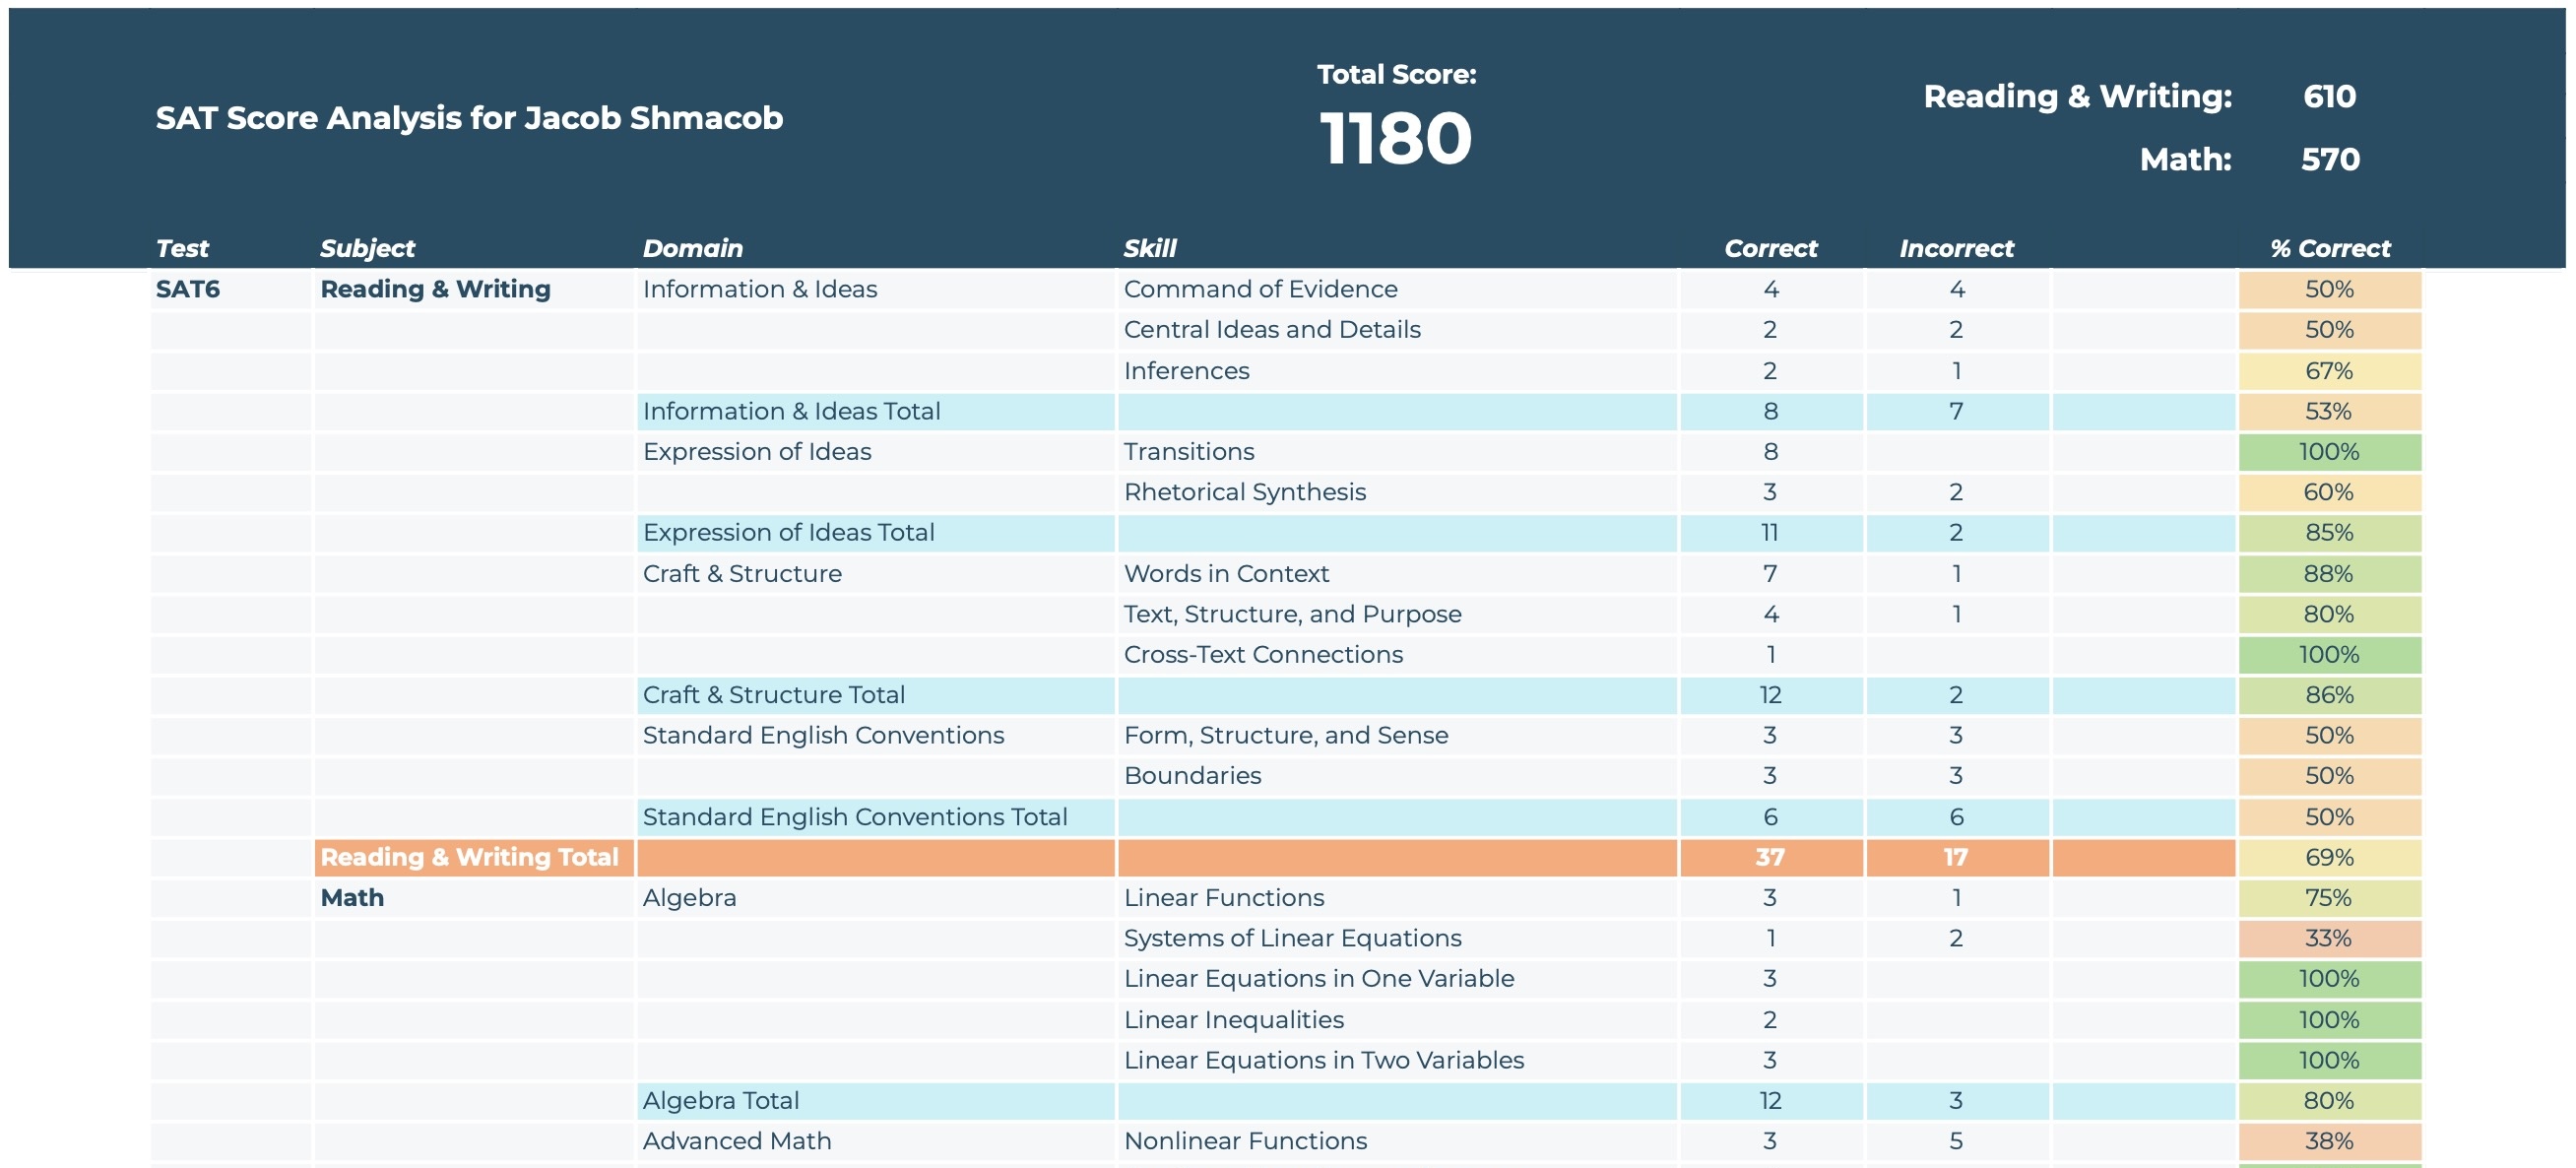 Total Score:
SAT Score Analysis for Jacob Shmacob 1180 Reading & Writing: 610
Math: 570
Test Subject Domain Skill Correct Incorrect % Correct
SAT6 Reading & Writing Information & Ideas Command of Evidence 4 4 50%
Central Ideas and Details 2 2 50%
Inferences 2 1 67%
Information & Ideas Total 8 7 53%
Expression of Ideas Transitions 8 100%
Rhetorical Synthesis 3 2 60%
Expression of Ideas Total 11 2 85%
Craft & Structure Words in Context 7 1 88%
Text, Structure, and Purpose 4 1 80%
Cross-Text Connections 1 100%
Craft & Structure Total 12 2 86%
Standard English Conventions Form, Structure, and Sense 3 3 50%
Boundaries 3 3 50%
Standard English Conventions Total 6 6 50%
Reading & Writing Total 37 17 69%
Math Algebra Linear Functions 3 1 75%
Systems of Linear Equations 1 2 33%
Linear Equations in One Variable 3 100%
Linear Inequalities 2 100%
Linear Equations in Two Variables 3 100%
Algebra Total 12 3 80%
Advanced Math Nonlinear Functions 3 5 38%